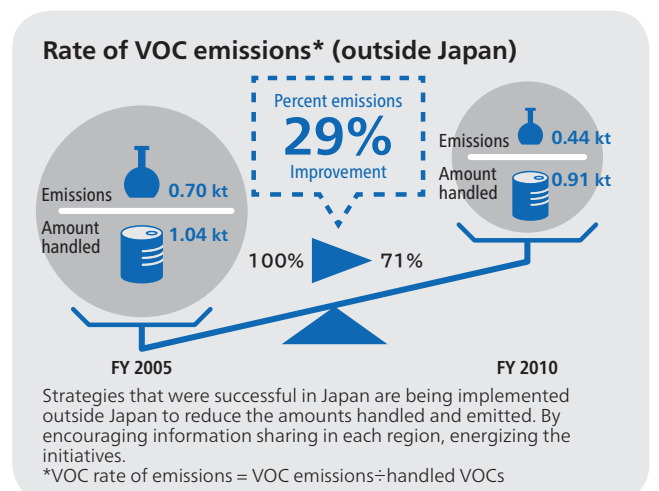 Rate of VOC emissions* (outside Japan)
Percent emissions
29%
Improvement
Emissions
0.70 kt
Amount
handled
1.04 kt
100%
71%
Emissions
0.44 kt
Amount
handled
0.91 kt
FY 2005
FY 2010
Strategies that were successful in Japan are being implemented
outside Japan to reduce the amounts handled and emitted. By
encouraging information sharing in each region, energizing the
initiatives.
*VOC rate of emissions = VOC emissions÷handled VOCs